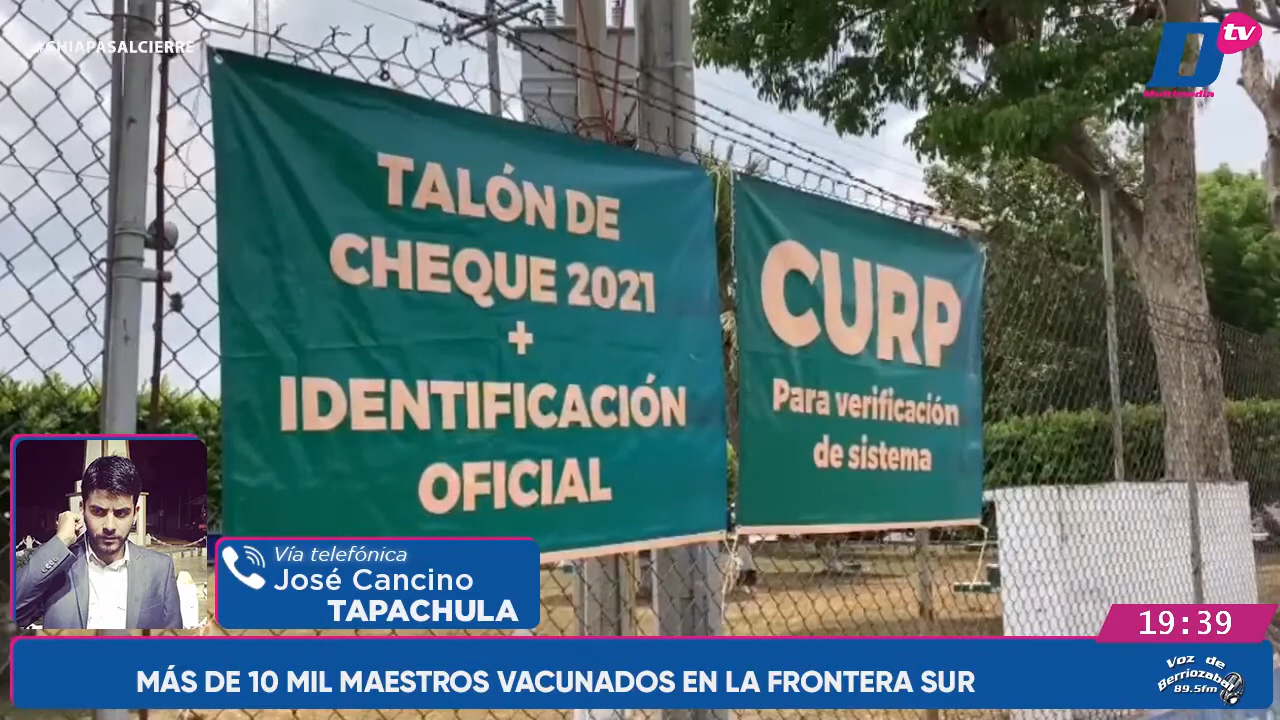 #CHIAPASALCIERRE
D tv
Multimedia
TALÓN DE
CHEQUE 2021
+
IDENTIFICACIÓN
OFICIAL
CURP
Para verificación
de sistema
Vía telefónica
José Cancino
TAPACHULA
19:39
MÁS DE 10 MIL MAESTROS VACUNADOS EN LA FRONTERA SUR
Voz de
Berriozabal
89.5fm